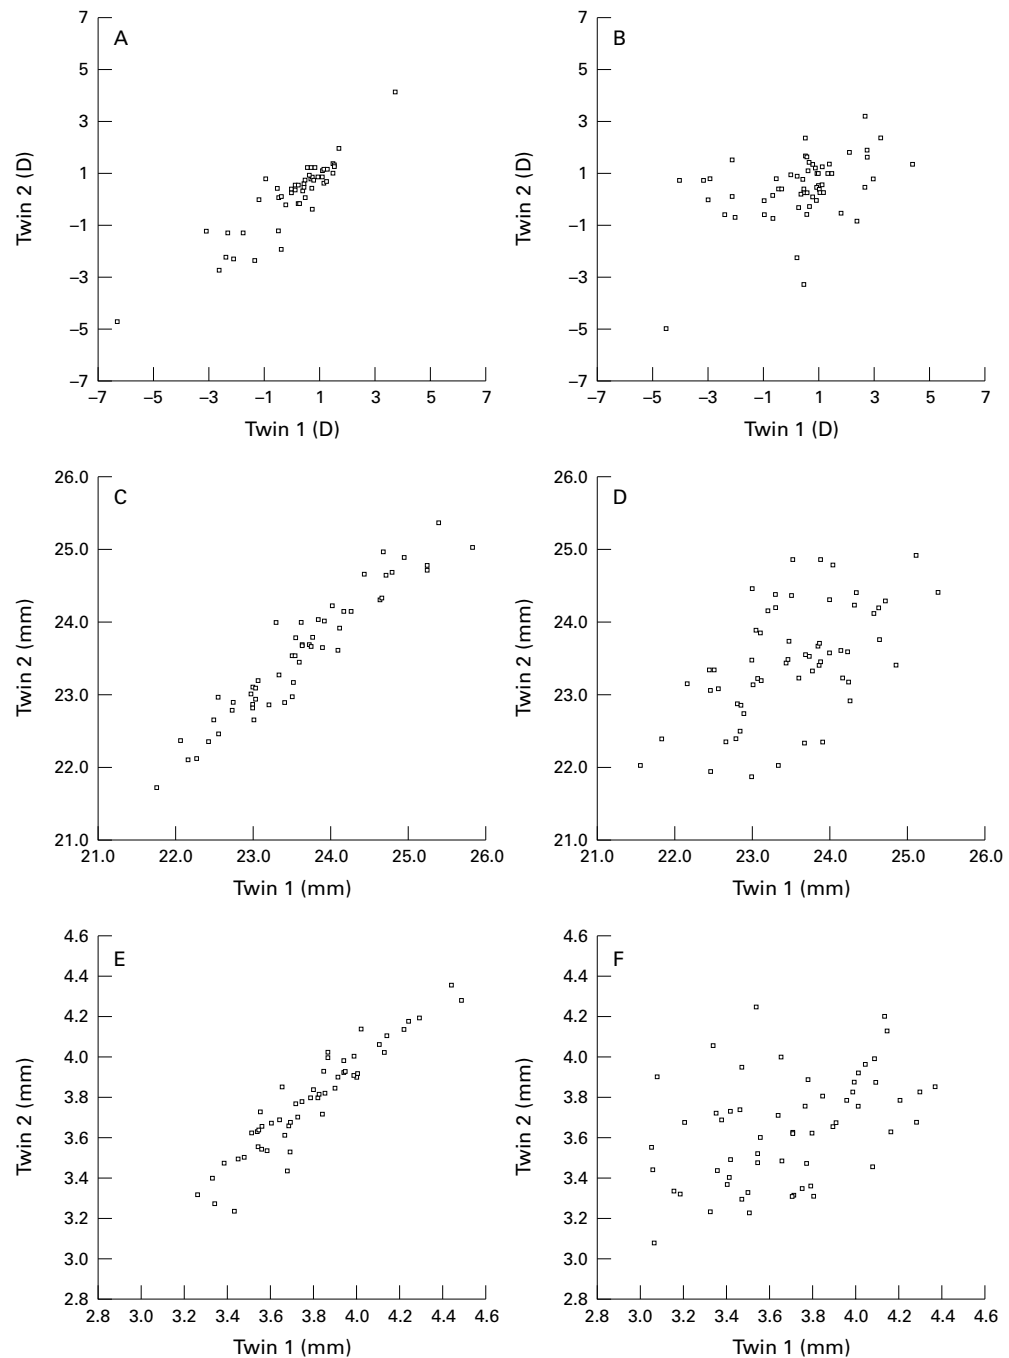 A
7
5
3
1
–1
–3
–5
–7
Twin 2 (D)
–7 –5 –3 –1 1 3 5 7
Twin 1 (D)
B
7
5
3
1
–1
–3
–5
–7
Twin 2 (D)
–7 –5 –3 –1 1 3 5 7
Twin 1 (D)
C
26.0
25.0
24.0
23.0
22.0
21.0
Twin 2 (mm)
21.0 22.0 23.0 24.0 25.0 26.0
Twin 1 (mm)
D
26.0
25.0
24.0
23.0
22.0
21.0
Twin 2 (mm)
21.0 22.0 23.0 24.0 25.0 26.0
Twin 1 (mm)
E
4.6
4.4
4.2
4.0
3.8
3.6
3.4
3.2
3.0
2.8
Twin 2 (mm)
2.8 3.0 3.2 3.4 3.6 3.8 4.0 4.2 4.4 4.6
Twin 1 (mm)
F
4.6
4.4
4.2
4.0
3.8
3.6
3.4
3.2
3.0
2.8
Twin 2 (mm)
2.8 3.0 3.2 3.4 3.6 3.8 4.0 4.2 4.4 4.6
Twin 1 (mm)